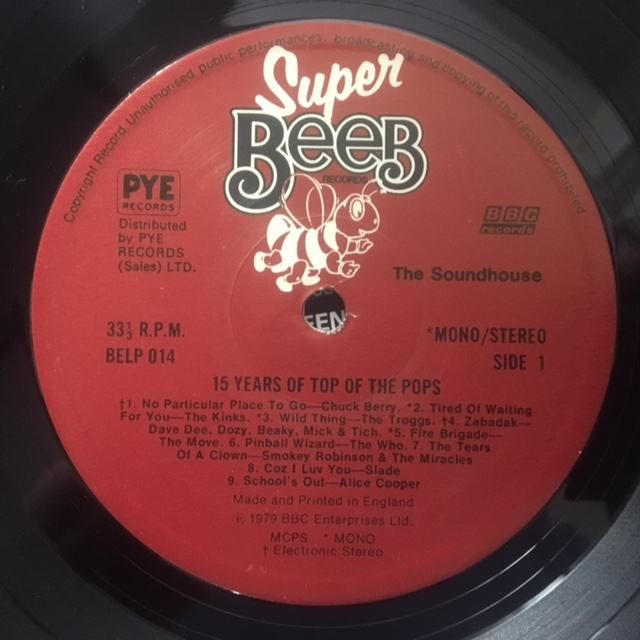 Copyright Record. Unauthorised public performances, broadcasting and copying of this record prohibited
Super
BeeB
RECORDS
PYE
RECORDS
Distributed
by PYE
RECORDS
(Sales) LTD.
BBC
records
The Soundhouse
33⅓ R.P.M.
BELP 014
*MONO/STEREO
SIDE 1
EEN
15 YEARS OF TOP OF THE POPS
†1. No Particular Place To Go—Chuck Berry. *2. Tired Of Waiting
For You—The Kinks. *3. Wild Thing—The Troggs. †4. Zabadak—
Dave Dee, Dozy, Beaky, Mick & Tich. *5. Fire Brigade—
The Move. 6. Pinball Wizard—The Who. 7. The Tears
Of A Clown—Smokey Robinson & The Miracles
8. Coz I Luv You—Slade
9. School's Out—Alice Cooper
Made and Printed in England
℗ 1979 BBC Enterprises Ltd.
MCPS * MONO
† Electronic Stereo